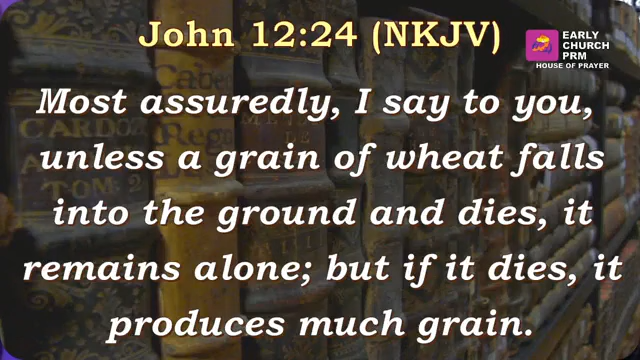 John 12:24 (NKJV)
EARLY
CHURCH
PRM
HOUSE OF PRAYER
Most assuredly, I say to you,
unless a grain of wheat falls
into the ground and dies, it
remains alone; but if it dies, it
produces much grain.